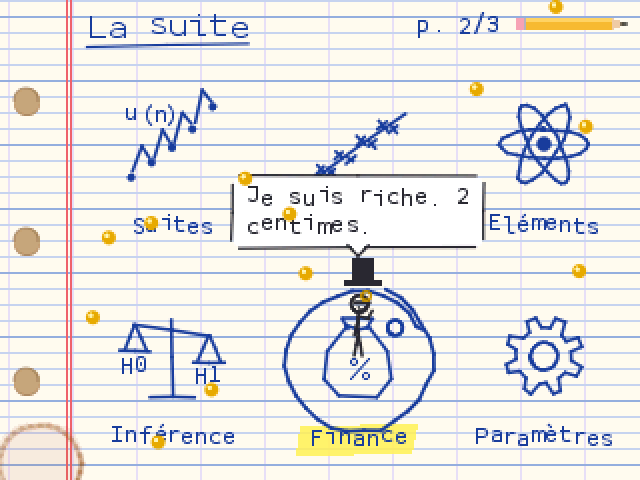 La suite
p. 2/3
u(n)
Je suis riche. 2
centimes.
Suites
Eléments
H0
H1
%
Inférence
Finance
Paramètres